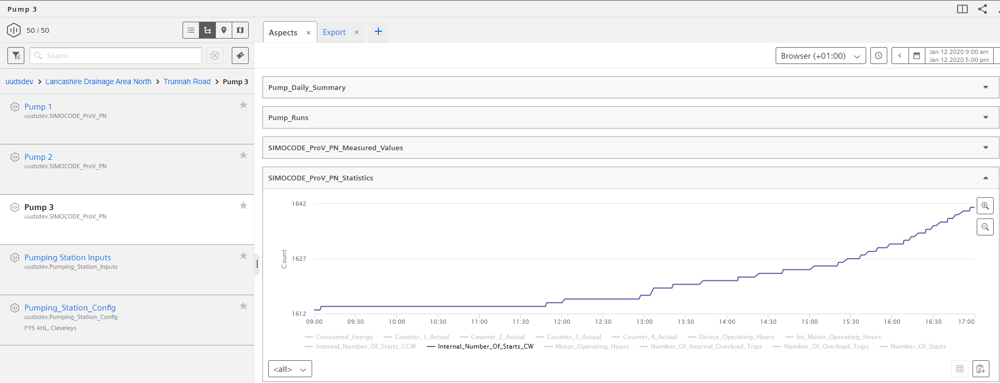 Pump 3
50 / 50
Search
uudsdev > Lancashire Drainage Area North > Trunnah Road > Pump 3
Pump 1
uudsdev.SIMOCODE_ProV_PN
Pump 2
uudsdev.SIMOCODE_ProV_PN
Pump 3
uudsdev.SIMOCODE_ProV_PN
Pumping Station Inputs
uudsdev.Pumping_Station_Inputs
Pumping_Station_Config
uudsdev.Pumping_Station_Config
FY5 4HL, Cleveleys
Aspects × Export × +
Browser (+01:00)
Jan 12 2020 9:00 am
Jan 12 2020 5:00 pm
Pump_Daily_Summary
Pump_Runs
SIMOCODE_ProV_PN_Measured_Values
SIMOCODE_ProV_PN_Statistics
1642
1627
1612
Count
09:00 09:30 10:00 10:30 11:00 11:30 12:00 12:30 13:00 13:30 14:00 14:30 15:00 15:30 16:00 16:30 17:00
Consumed_Energy Counter_1_Actual Counter_2_Actual Counter_3_Actual Counter_4_Actual Device_Operating_Hours Int_Motor_Operating_Hours
Internal_Number_Of_Starts_CCW Internal_Number_Of_Starts_CW Motor_Operating_Hours Number_Of_Internal_Overload_Trips Number_Of_Overload_Trips Number_Of_Starts
<all>